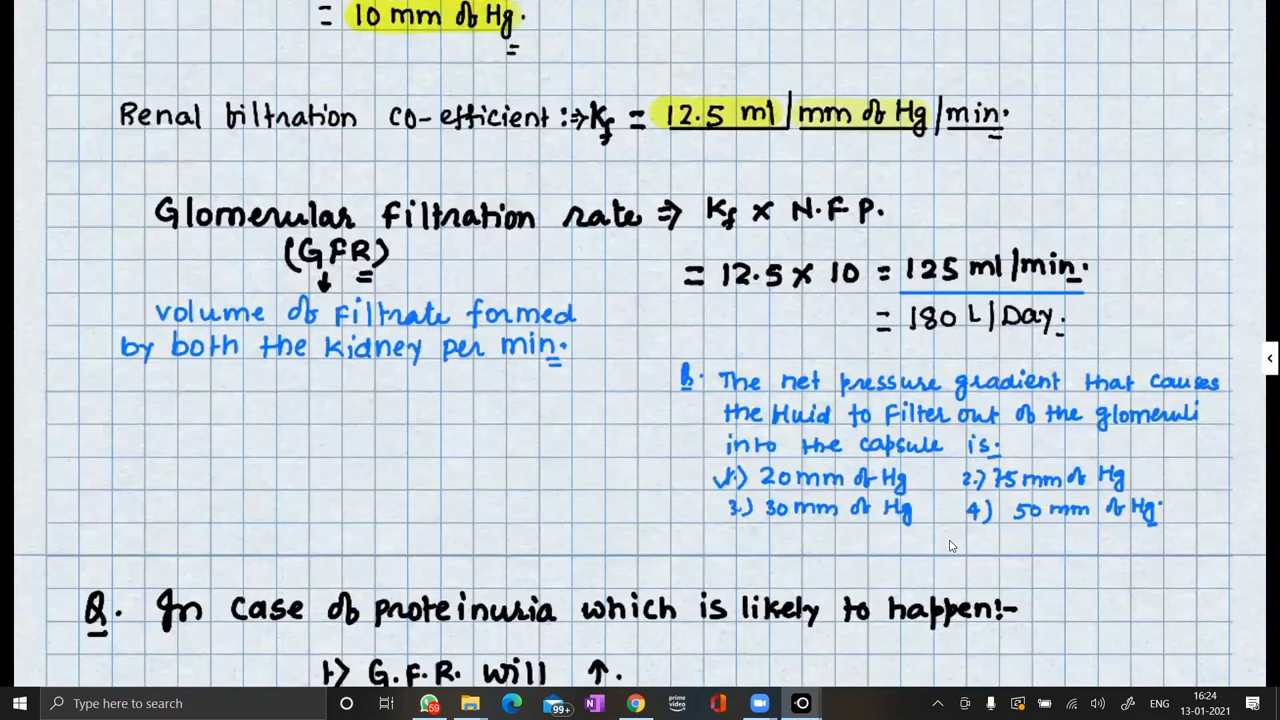 = 10 mm of Hg.
Renal filtration co-efficient :⇒ Kf = 12.5 ml/mm of Hg/min.
Glomerular filtration rate ⇒ Kf x N.F.P.
(GFR)
= 12.5 x 10 = 125 ml/min.
= 180 L/Day.
volume of filtrate formed
by both the kidney per min.
Q. The net pressure gradient that causes
the fluid to filter out of the glomeruli
into the capsule is.
1.) 20 mm of Hg 2.) 75 mm of Hg
3.) 30 mm of Hg 4.) 50 mm of Hg.
Q. In case of proteinuria which is likely to happen:-
1.) G.F.R. will ↑.
Type here to search
59
99+
prime video
ENG
16:24
13-01-2021